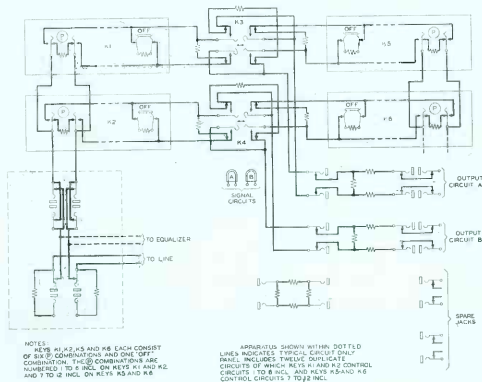 OFF
K3
OFF
P
K1
K5
P
OFF
OFF
P
K2
K6
P
K4
A B
SIGNAL
CIRCUITS
OUTPUT
CIRCUIT A
OUTPUT
CIRCUIT B
TO EQUALIZER
TO LINE
SPARE
JACKS
NOTES:
KEYS K1, K2, K5 AND K6 EACH CONSIST
OF SIX (P) COMBINATIONS AND ONE "OFF"
COMBINATION. THE (P) COMBINATIONS ARE
NUMBERED 1 TO 6 INCL ON KEYS K1 AND K2
AND 7 TO 12 INCL ON KEYS K5 AND K6
APPARATUS SHOWN WITHIN DOTTED
LINES INDICATES TYPICAL CIRCUIT ONLY
PANEL INCLUDES TWELVE DUPLICATE
CIRCUITS OF WHICH KEYS K1 AND K2 CONTROL
CIRCUITS 1 TO 6 INCL AND KEYS K5 AND K6
CONTROL CIRCUITS 7 TO 12 INCL